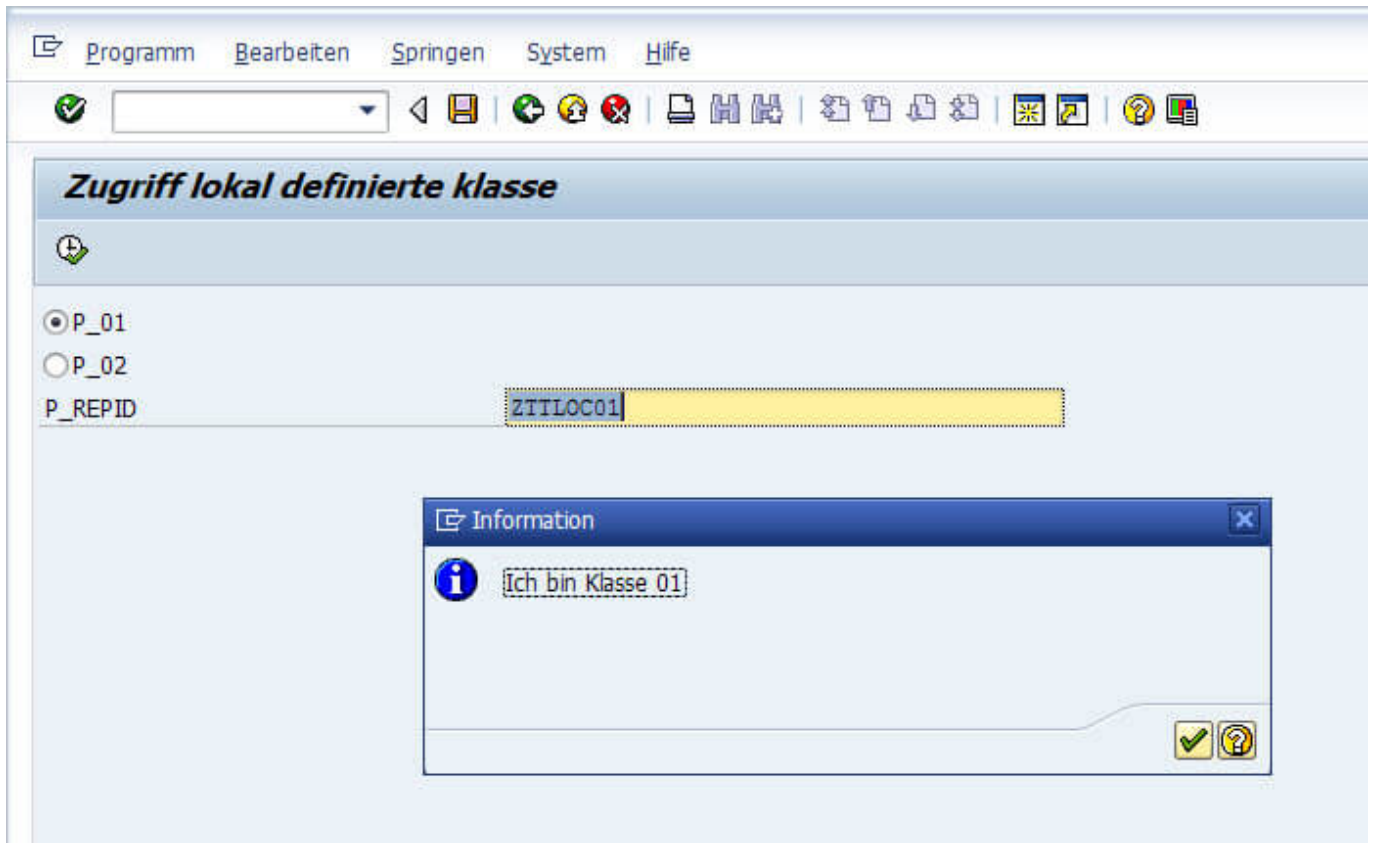 Programm Bearbeiten Springen System Hilfe
Zugriff lokal definierte klasse
P_01
P_02
P_REPID ZTTLOC01
Information
Ich bin Klasse 01